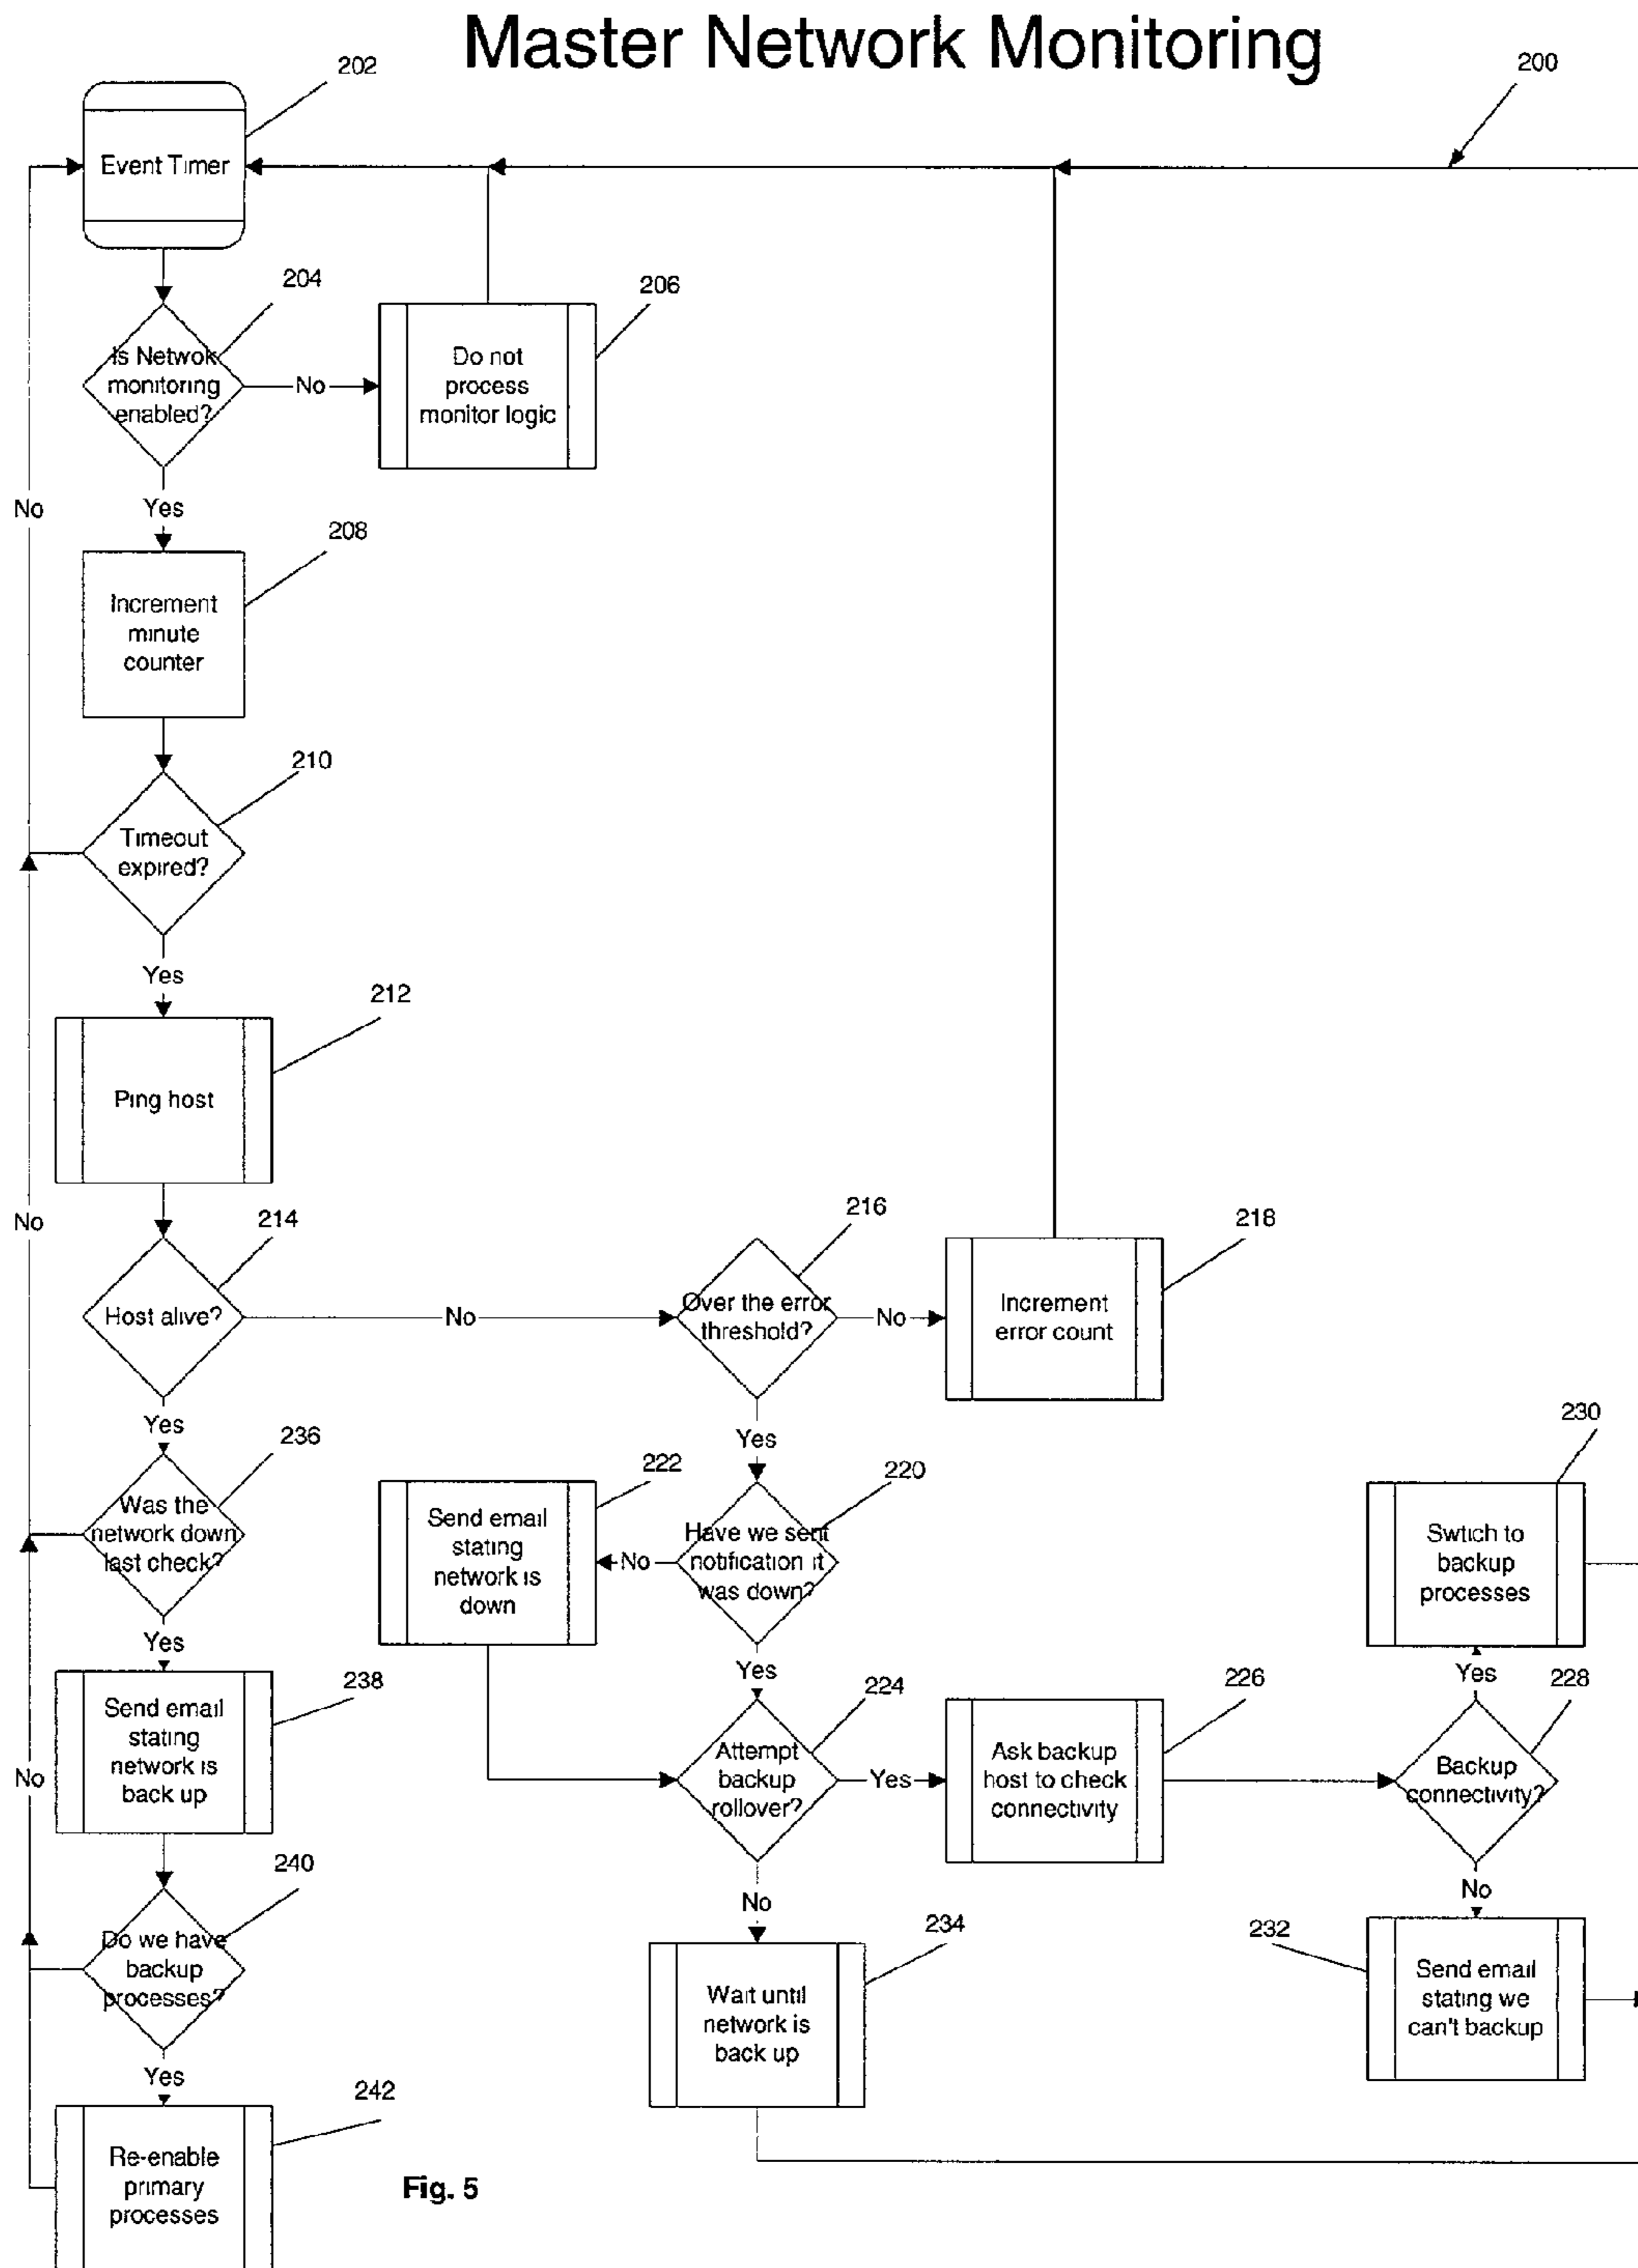 Master Network Monitoring
202
200
Event Timer
204
206
Is Netwok
monitoring
enabled?
No
Do not
process
monitor logic
No
Yes
208
Increment
minute
counter
210
Timeout
expired?
Yes
212
Ping host
No
214
216
218
Host alive?
No
Over the error
threshold?
No
Increment
error count
Yes
Yes
236
222
220
230
Was the
network down
last check?
Send email
stating
network is
down
No
Have we sent
notification it
was down?
Swtich to
backup
processes
Yes
Yes
Yes
238
224
226
228
Send email
stating
network is
back up
No
Attempt
backup
rollover?
Yes
Ask backup
host to check
connectivity
Backup
connectivity?
240
No
No
234
232
Do we have
backup
processes?
Wait until
network is
back up
Send email
stating we
can't backup
Yes
242
Re-enable
primary
processes
Fig. 5